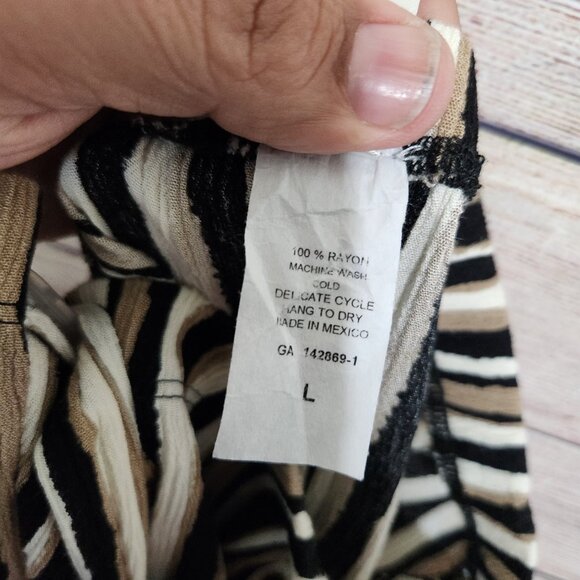 100 % RAYON
MACHINE WASH
COLD
DELICATE CYCLE
HANG TO DRY
MADE IN MEXICO
GA 142869-1
L